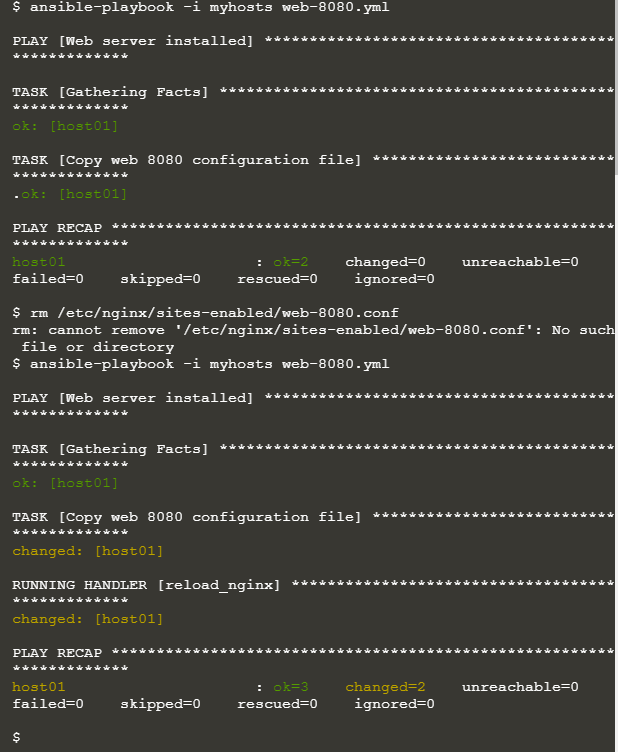 $ ansible-playbook -i myhosts web-8080.yml
PLAY [Web server installed] ***************************************
*************
TASK [Gathering Facts] ********************************************
*************
ok: [host01]
TASK [Copy web 8080 configuration file] ***************************
*************
.ok: [host01]
PLAY RECAP ********************************************************
*************
host01 : ok=2 changed=0 unreachable=0
failed=0 skipped=0 rescued=0 ignored=0
$ rm /etc/nginx/sites-enabled/web-8080.conf
rm: cannot remove '/etc/nginx/sites-enabled/web-8080.conf': No such
file or directory
$ ansible-playbook -i myhosts web-8080.yml
PLAY [Web server installed] ***************************************
*************
TASK [Gathering Facts] ********************************************
*************
ok: [host01]
TASK [Copy web 8080 configuration file] ***************************
*************
changed: [host01]
RUNNING HANDLER [reload_nginx] ************************************
*************
changed: [host01]
PLAY RECAP ********************************************************
*************
host01 : ok=3 changed=2 unreachable=0
failed=0 skipped=0 rescued=0 ignored=0
$